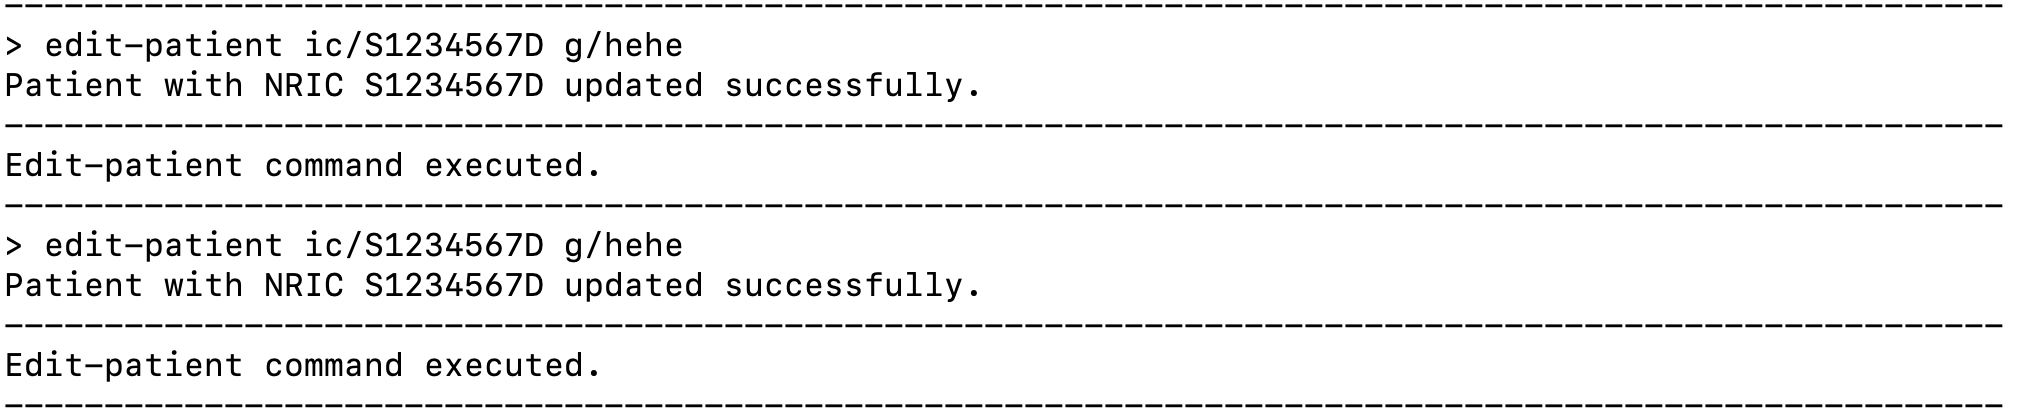 ----------------------------------------------------------------------------------------------------
> edit-patient ic/S1234567D g/hehe
Patient with NRIC S1234567D updated successfully.
----------------------------------------------------------------------------------------------------
Edit-patient command executed.
----------------------------------------------------------------------------------------------------
> edit-patient ic/S1234567D g/hehe
Patient with NRIC S1234567D updated successfully.
----------------------------------------------------------------------------------------------------
Edit-patient command executed.
----------------------------------------------------------------------------------------------------